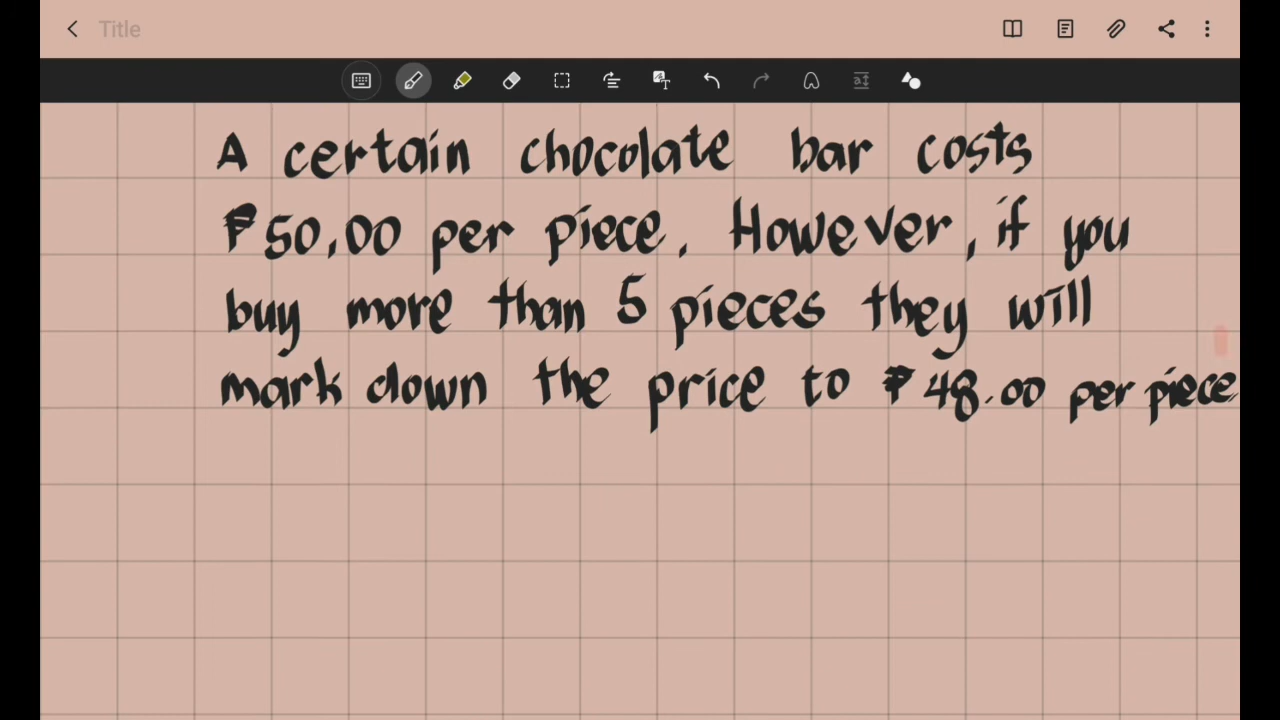 Title
A certain chocolate bar costs
₱50,00 per piece. However, if you
buy more than 5 pieces they will
mark down the price to ₱48.00 per piece